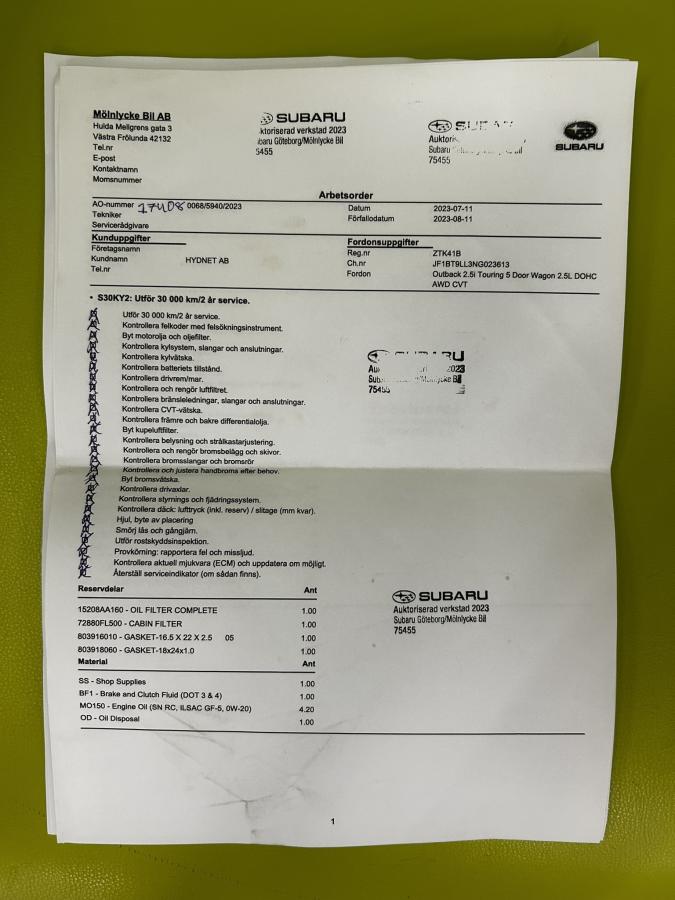 Mölnlycke Bil AB
Hulda Mellgrens gata 3
Västra Frölunda 42132
Tel.nr
E-post
Kontaktnamn
Momsnummer
SUBARU
ktoriserad verkstad 2023
baru Göteborg/Mölnlycke Bil
5455
Subaru
75455
SUBARU
Arbetsorder
AO-nummer 17408 0068/5940/2023
Tekniker
Servicerådgivare
Datum 2023-07-11
Förfallodatum 2023-08-11
Kunduppgifter
Företagsnamn
Kundnamn HYDNET AB
Tel.nr
Fordonsuppgifter
Reg.nr ZTK41B
Ch.nr JF1BT9LL3NG023613
Fordon Outback 2.5i Touring 5 Door Wagon 2.5L DOHC
AWD CVT
• S30KY2: Utför 30 000 km/2 år service.
Utför 30 000 km/2 år service.
Kontrollera felkoder med felsökningsinstrument.
Byt motorolja och oljefilter.
Kontrollera kylsystem, slangar och anslutningar.
Kontrollera kylvätska.
Kontrollera batteriets tillstånd.
Kontrollera drivrem/mar.
Kontrollera och rengör luftfiltret.
Kontrollera bränsleledningar, slangar och anslutningar.
Kontrollera CVT-vätska.
Kontrollera främre och bakre differentialolja.
Byt kupeluftfilter.
Kontrollera belysning och strålkastarjustering.
Kontrollera och rengör bromsbelägg och skivor.
Kontrollera bromsslangar och bromsrör
Kontrollera och justera handbroms efter behov.
Byt bromsvätska.
Kontrollera drivaxlar.
Kontrollera styrnings och fjädringssystem.
Kontrollera däck: lufttryck (inkl. reserv) / slitage (mm kvar).
Hjul, byte av placering
Smörj lås och gångjärn.
Utför rostskyddsinspektion.
Provkörning: rapportera fel och missljud.
Kontrollera aktuell mjukvara (ECM) och uppdatera om möjligt.
Återställ serviceindikator (om sådan finns).
2023
75455
Reservdelar Ant
15208AA160 - OIL FILTER COMPLETE 1.00
72880FL500 - CABIN FILTER 1.00
803916010 - GASKET-16.5 X 22 X 2.5 05 1.00
803918060 - GASKET-18x24x1.0 1.00
Material Ant
SS - Shop Supplies 1.00
BF1 - Brake and Clutch Fluid (DOT 3 & 4) 1.00
MO150 - Engine Oil (SN RC, ILSAC GF-5, 0W-20) 4.20
OD - Oil Disposal 1.00
SUBARU
Auktoriserad verkstad 2023
Subaru Göteborg/Mölnlycke Bil
75455
1